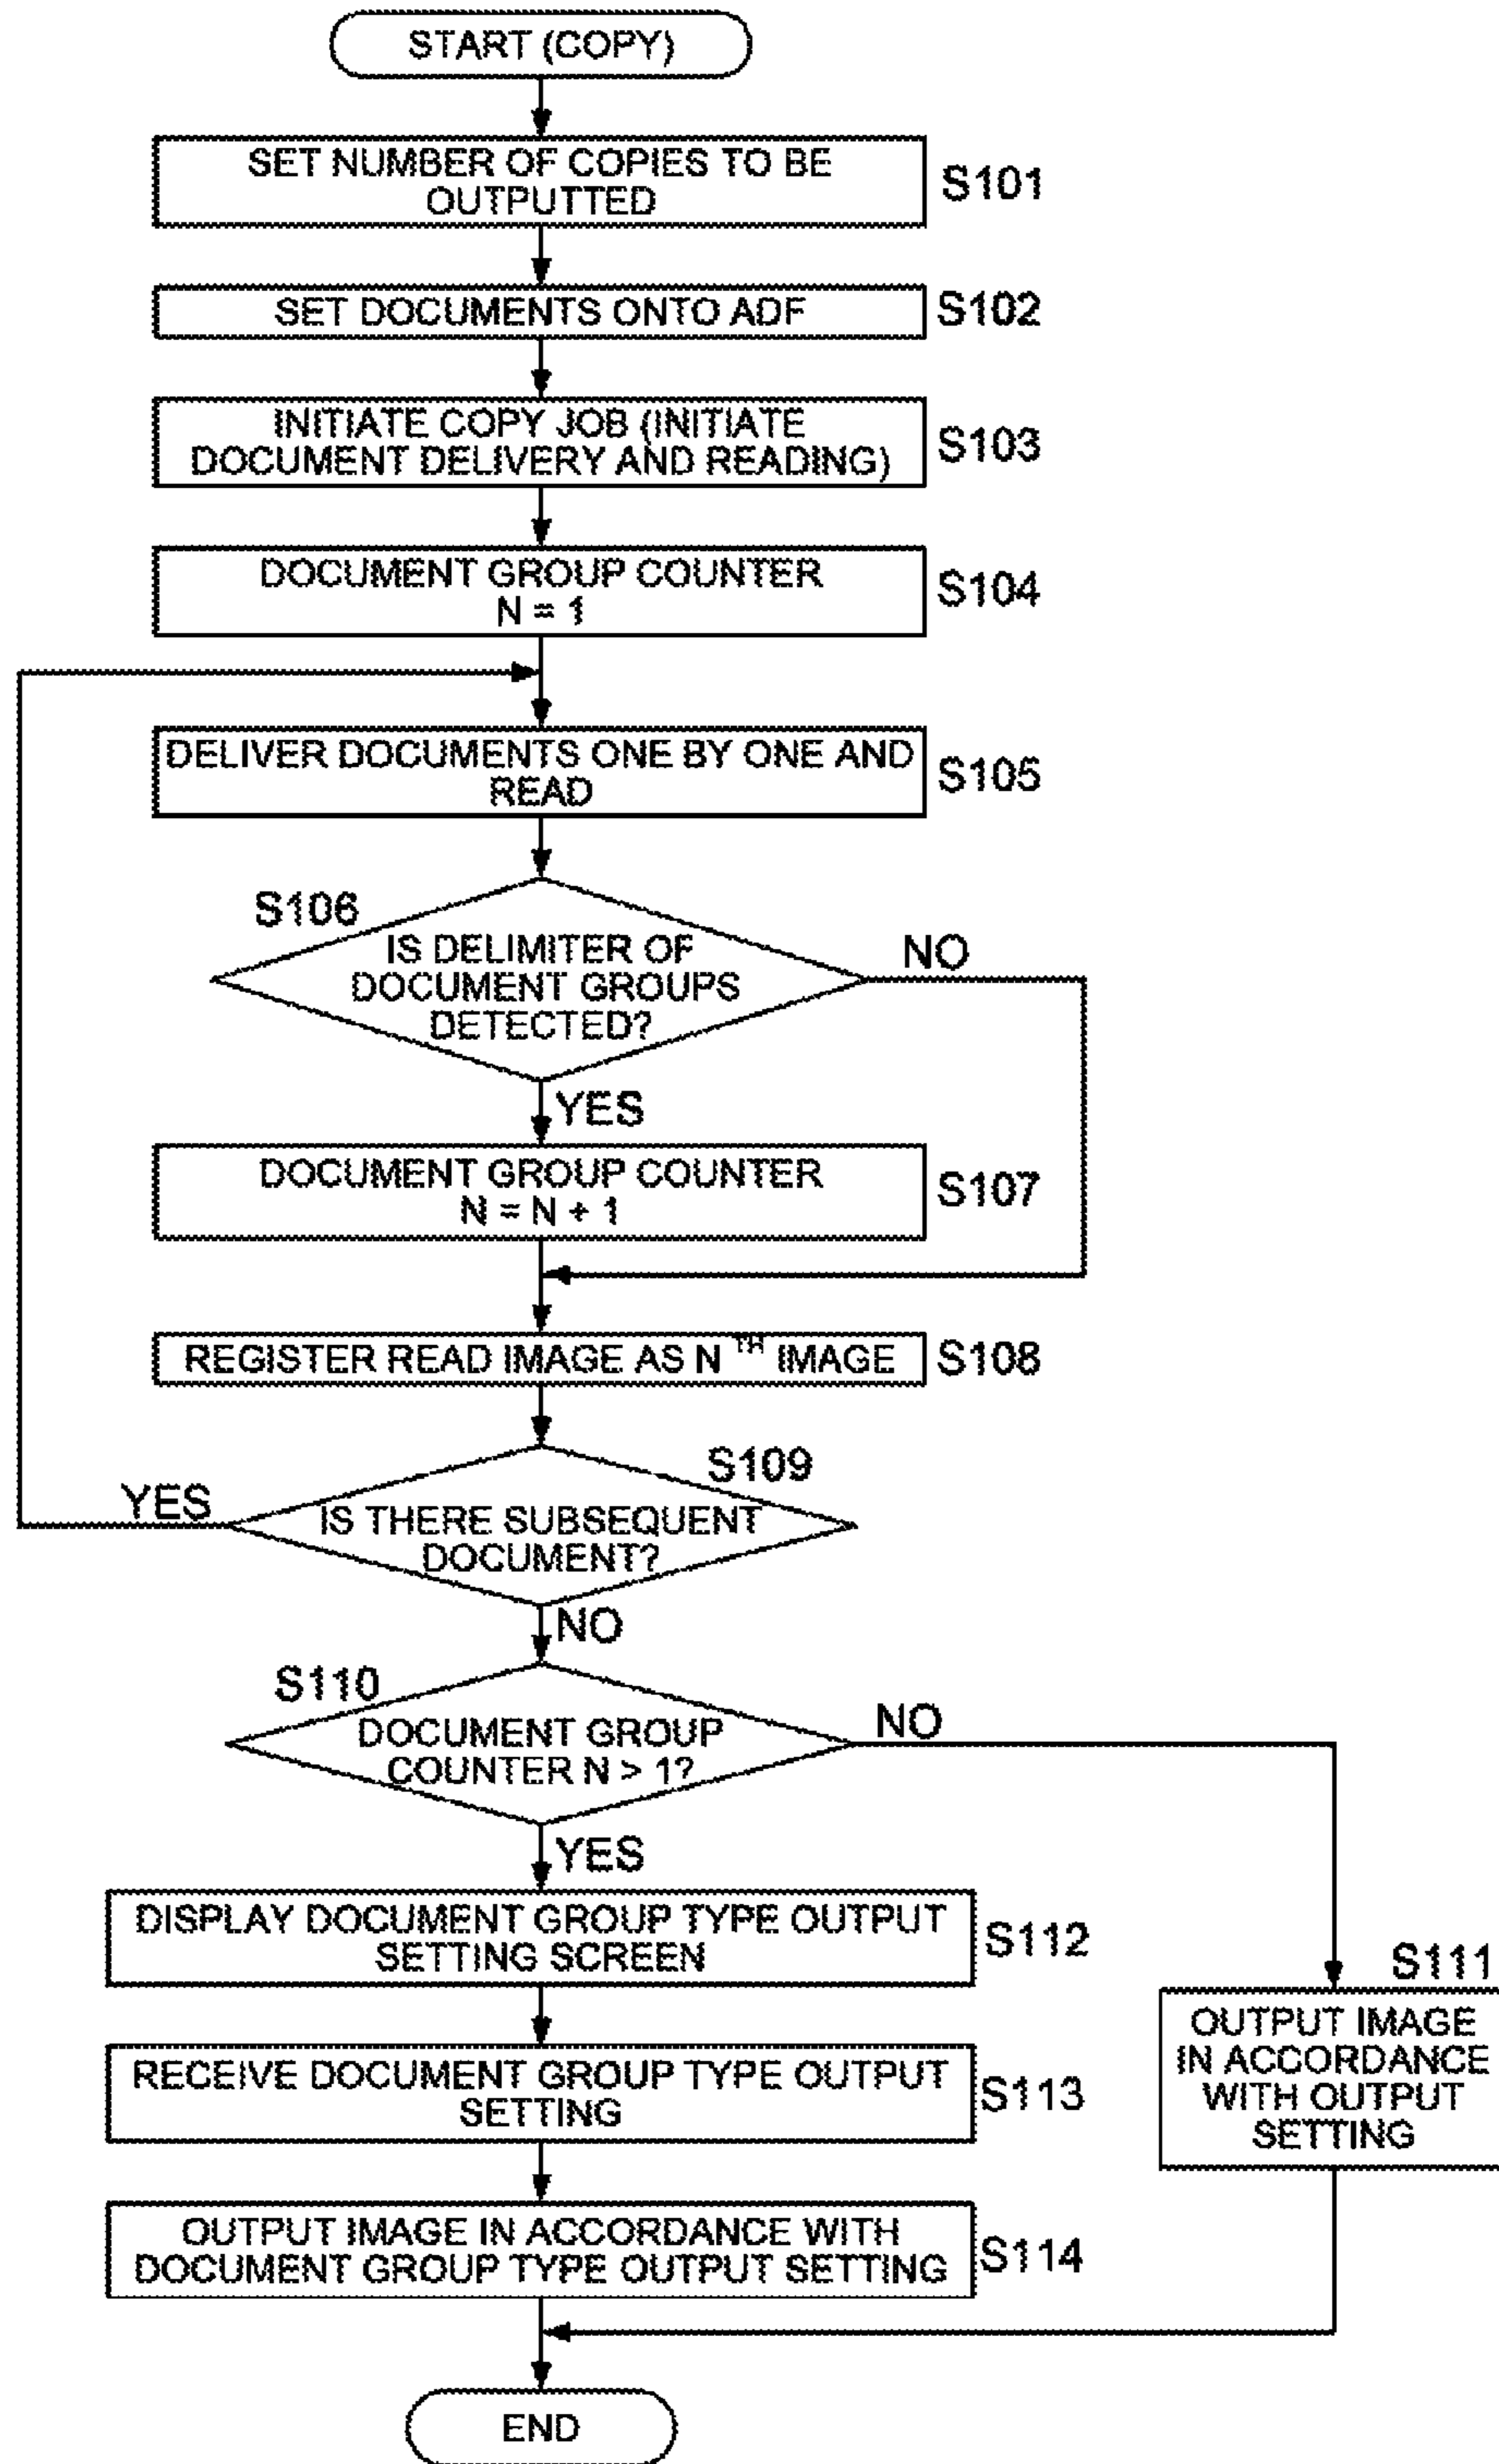 START (COPY)
SET NUMBER OF COPIES TO BE
OUTPUTTED
S101
SET DOCUMENTS ONTO ADF
S102
INITIATE COPY JOB (INITIATE
DOCUMENT DELIVERY AND READING)
S103
DOCUMENT GROUP COUNTER
N = 1
S104
DELIVER DOCUMENTS ONE BY ONE AND
READ
S105
S106
IS DELIMITER OF
DOCUMENT GROUPS
DETECTED?
NO
YES
DOCUMENT GROUP COUNTER
N = N + 1
S107
REGISTER READ IMAGE AS N TH IMAGE
S108
S109
YES
IS THERE SUBSEQUENT
DOCUMENT?
NO
S110
DOCUMENT GROUP
COUNTER N > 1?
NO
YES
DISPLAY DOCUMENT GROUP TYPE OUTPUT
SETTING SCREEN
S112
S111
OUTPUT IMAGE
IN ACCORDANCE
WITH OUTPUT
SETTING
RECEIVE DOCUMENT GROUP TYPE OUTPUT
SETTING
S113
OUTPUT IMAGE IN ACCORDANCE WITH
DOCUMENT GROUP TYPE OUTPUT SETTING
S114
END